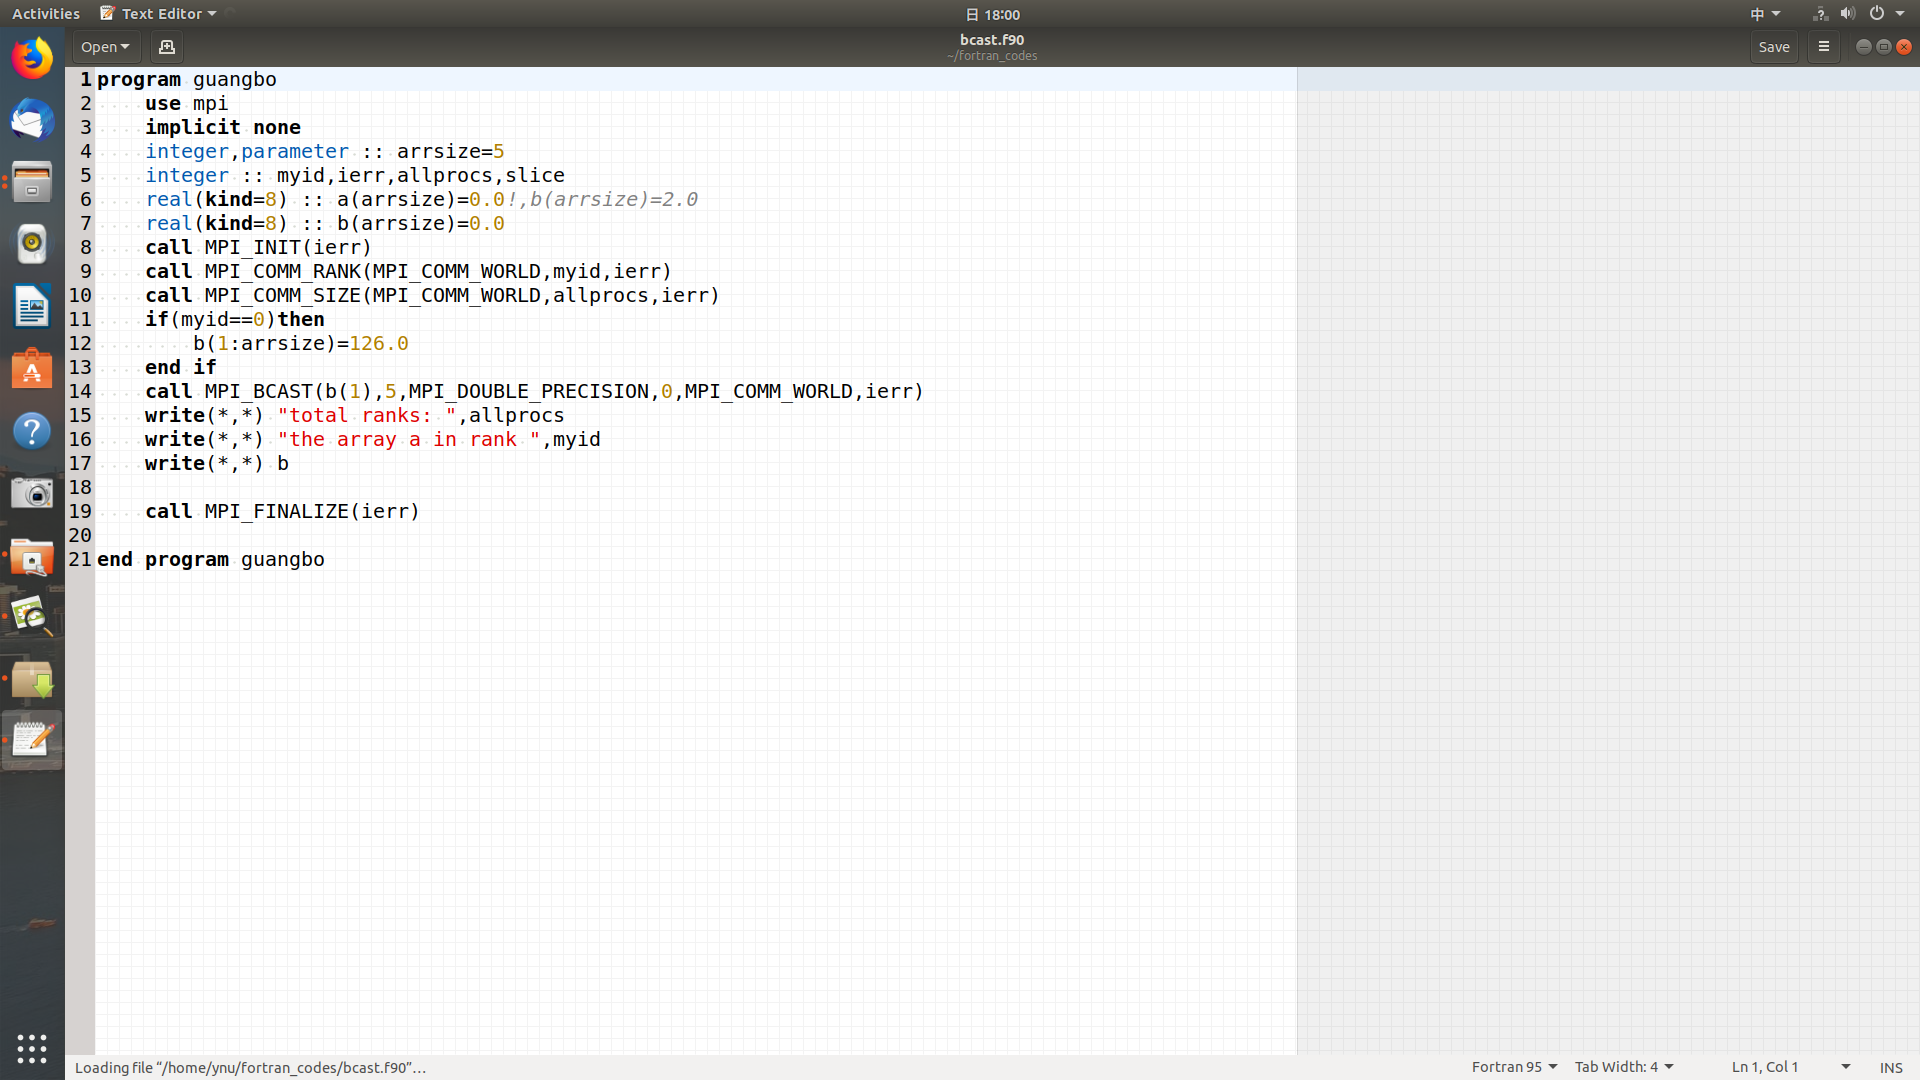 Activities Text Editor 日 18:00 中
Open bcast.f90 Save
~/fortran_codes
1 program guangbo
2     use mpi
3     implicit none
4     integer,parameter :: arrsize=5
5     integer :: myid,ierr,allprocs,slice
6     real(kind=8) :: a(arrsize)=0.0!,b(arrsize)=2.0
7     real(kind=8) :: b(arrsize)=0.0
8     call MPI_INIT(ierr)
9     call MPI_COMM_RANK(MPI_COMM_WORLD,myid,ierr)
10     call MPI_COMM_SIZE(MPI_COMM_WORLD,allprocs,ierr)
11     if(myid==0)then
12         b(1:arrsize)=126.0
13     end if
14     call MPI_BCAST(b(1),5,MPI_DOUBLE_PRECISION,0,MPI_COMM_WORLD,ierr)
15     write(*,*) "total ranks: ",allprocs
16     write(*,*) "the array a in rank ",myid
17     write(*,*) b
18
19     call MPI_FINALIZE(ierr)
20
21 end program guangbo
Loading file “/home/ynu/fortran_codes/bcast.f90”… Fortran 95 Tab Width: 4 Ln 1, Col 1 INS